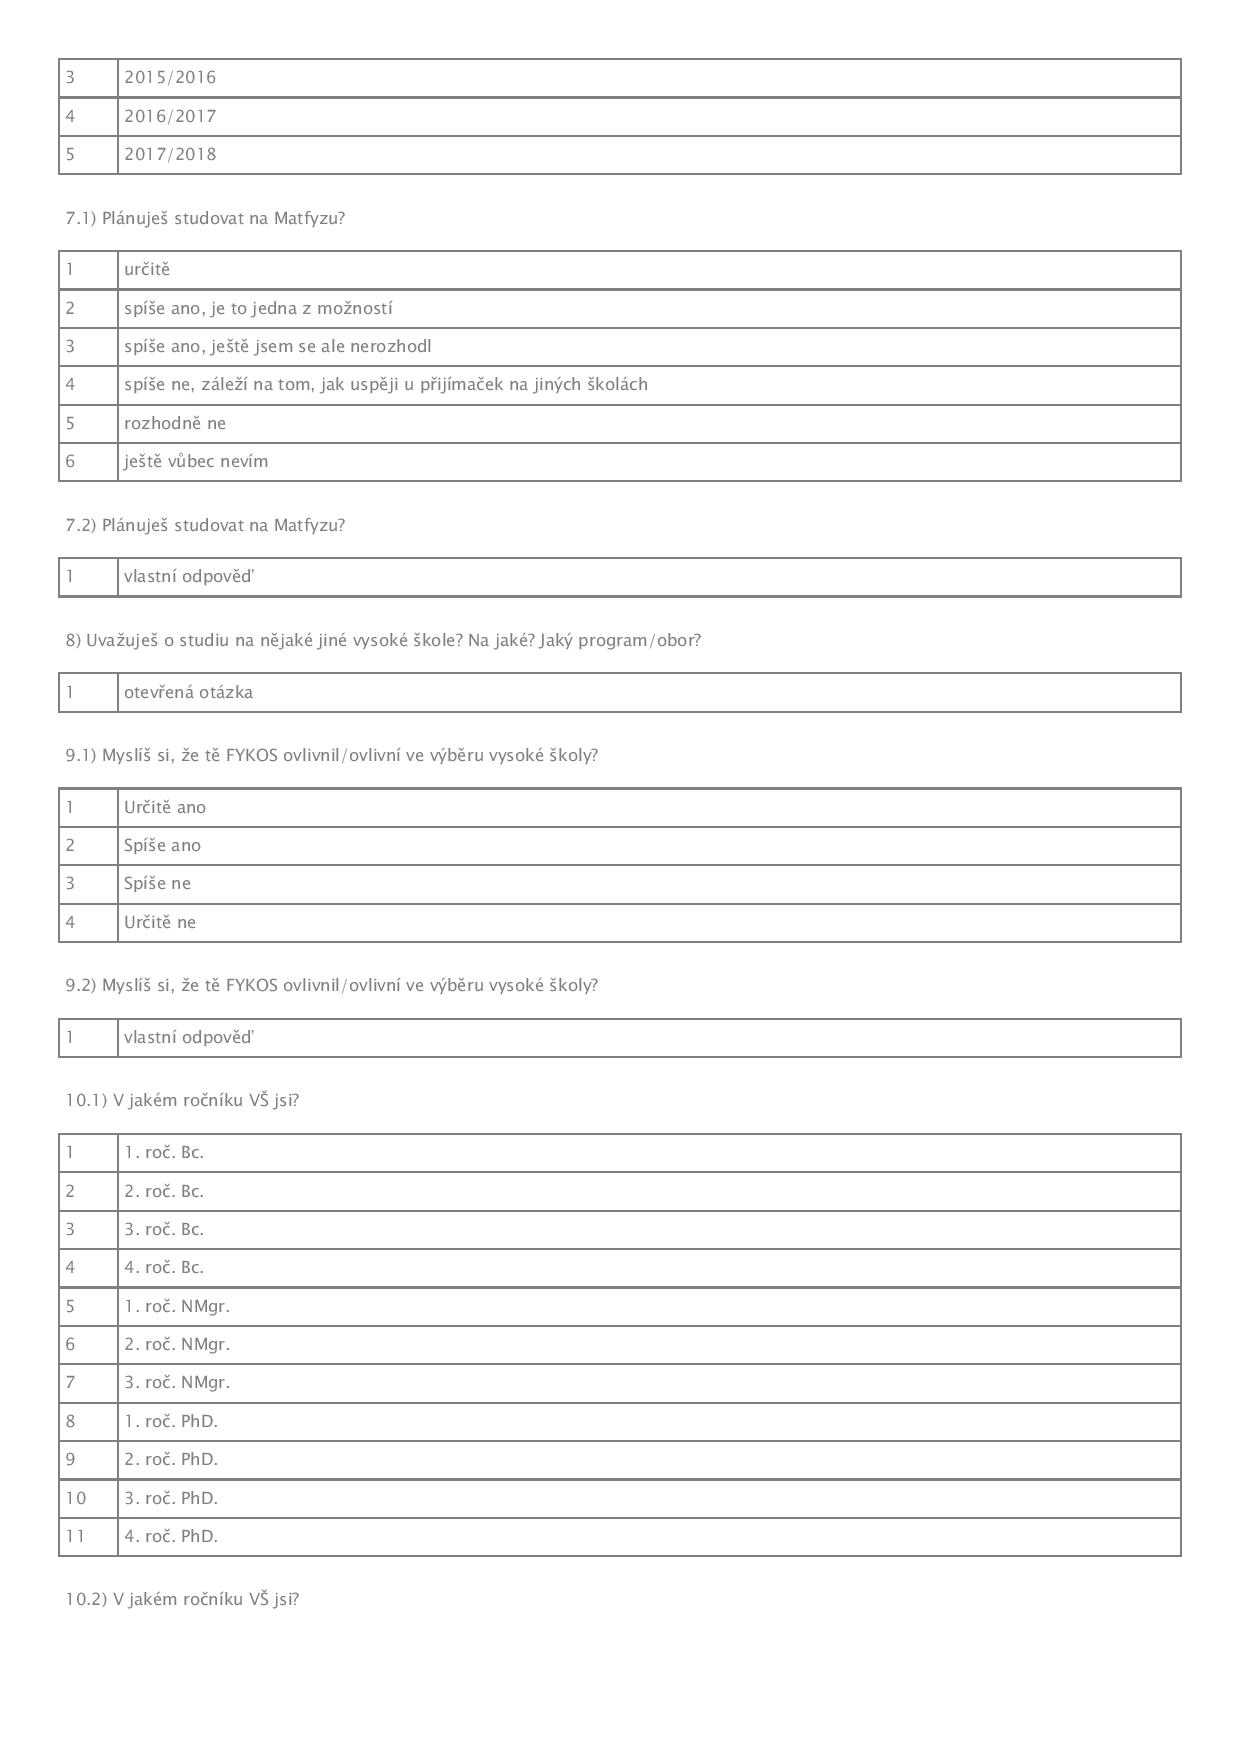 3 2015/2016
4 2016/2017
5 2017/2018
7.1) Plánuješ studovat na Matfyzu?
1 určitě
2 spíše ano, je to jedna z možností
3 spíše ano, ještě jsem se ale nerozhodl
4 spíše ne, záleží na tom, jak uspěji u přijímaček na jiných školách
5 rozhodně ne
6 ještě vůbec nevím
7.2) Plánuješ studovat na Matfyzu?
1 vlastní odpověď
8) Uvažuješ o studiu na nějaké jiné vysoké škole? Na jaké? Jaký program/obor?
1 otevřená otázka
9.1) Myslíš si, že tě FYKOS ovlivnil/ovlivní ve výběru vysoké školy?
1 Určitě ano
2 Spíše ano
3 Spíše ne
4 Určitě ne
9.2) Myslíš si, že tě FYKOS ovlivnil/ovlivní ve výběru vysoké školy?
1 vlastní odpověď
10.1) V jakém ročníku VŠ jsi?
1 1. roč. Bc.
2 2. roč. Bc.
3 3. roč. Bc.
4 4. roč. Bc.
5 1. roč. NMgr.
6 2. roč. NMgr.
7 3. roč. NMgr.
8 1. roč. PhD.
9 2. roč. PhD.
10 3. roč. PhD.
11 4. roč. PhD.
10.2) V jakém ročníku VŠ jsi?